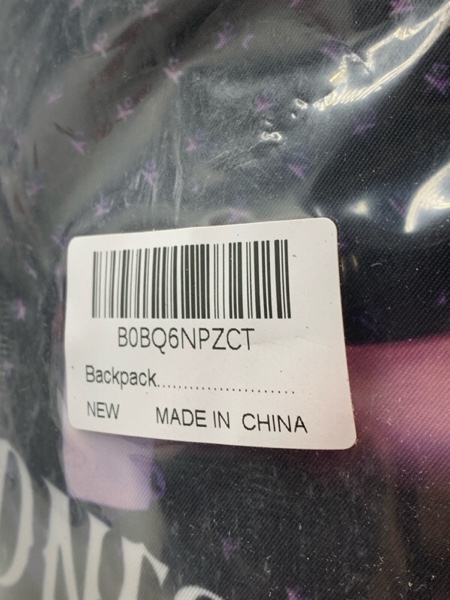 B0BQ6NPZCT
Backpack........................
NEW MADE IN CHINA